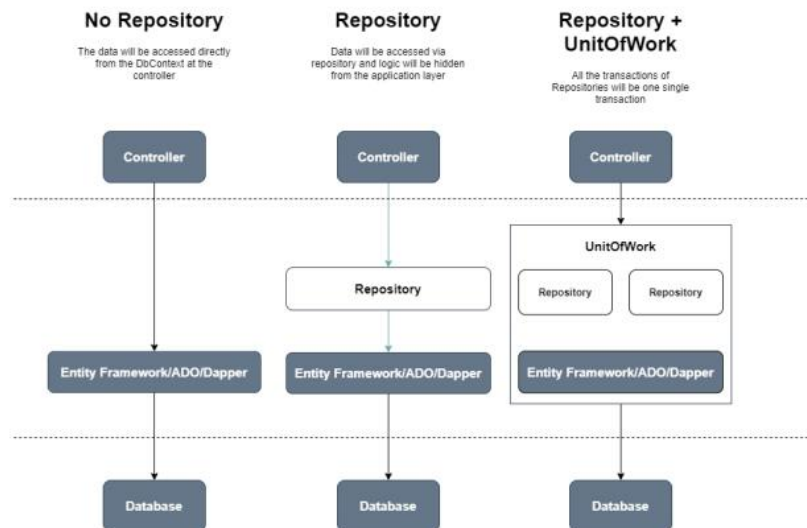 No Repository
The data will be accessed directly
from the DbContext at the
controller
Controller
Entity Framework/ADO/Dapper
Database
Repository
Data will be accessed via
repository and logic will be hidden
from the application layer
Controller
Repository
Entity Framework/ADO/Dapper
Database
Repository +
UnitOfWork
All the transactions of
Repositories will be one single
transaction
Controller
UnitOfWork
Repository
Repository
Entity Framework/ADO/Dapper
Database